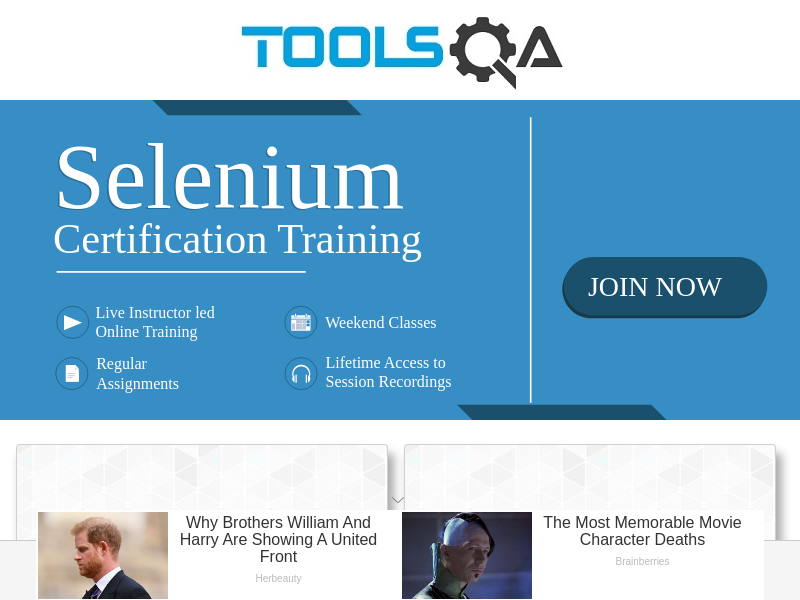 TOOLSQA
Selenium
Certification Training
JOIN NOW
Live Instructor led
Online Training
Weekend Classes
Regular
Assignments
Lifetime Access to
Session Recordings
Why Brothers William And
Harry Are Showing A United
Front
Herbeauty
The Most Memorable Movie
Character Deaths
Brainberries